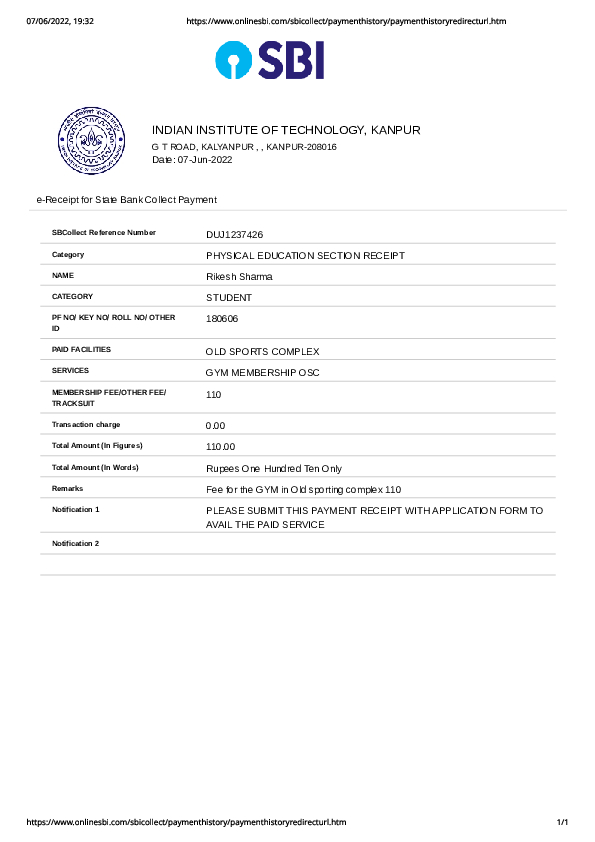 07/06/2022, 19:32 https://www.onlinesbi.com/sbicollect/paymenthistory/paymenthistoryredirecturl.htm
SBI
INDIAN INSTITUTE OF TECHNOLOGY, KANPUR
G T ROAD, KALYANPUR , , KANPUR-208016
Date: 07-Jun-2022
e-Receipt for State Bank Collect Payment
SBCollect Reference Number DUJ1237426
Category PHYSICAL EDUCATION SECTION RECEIPT
NAME Rikesh Sharma
CATEGORY STUDENT
PF NO/ KEY NO/ ROLL NO/ OTHER 180606
ID
PAID FACILITIES OLD SPORTS COMPLEX
SERVICES GYM MEMBERSHIP OSC
MEMBERSHIP FEE/OTHER FEE/ 110
TRACKSUIT
Transaction charge 0.00
Total Amount (In Figures) 110.00
Total Amount (In Words) Rupees One Hundred Ten Only
Remarks Fee for the GYM in Old sporting complex 110
Notification 1 PLEASE SUBMIT THIS PAYMENT RECEIPT WITH APPLICATION FORM TO
AVAIL THE PAID SERVICE
Notification 2
https://www.onlinesbi.com/sbicollect/paymenthistory/paymenthistoryredirecturl.htm 1/1